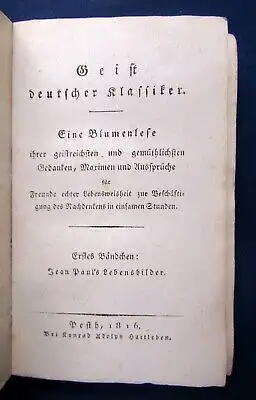 Geist
deutscher Klassiker.
Eine Blumenlese
ihrer geistreichsten und gemüthlichsten
Gedanken, Maximen und Aussprüche
für
Freunde echter Lebensweisheit zur Beschäfti-
gung des Nachdenkens in einsamen Stunden.
Erstes Bändchen:
Jean Paul's Lebensbilder.
Pesth, 1816.
Bei Konrad Adolph Hartleben.